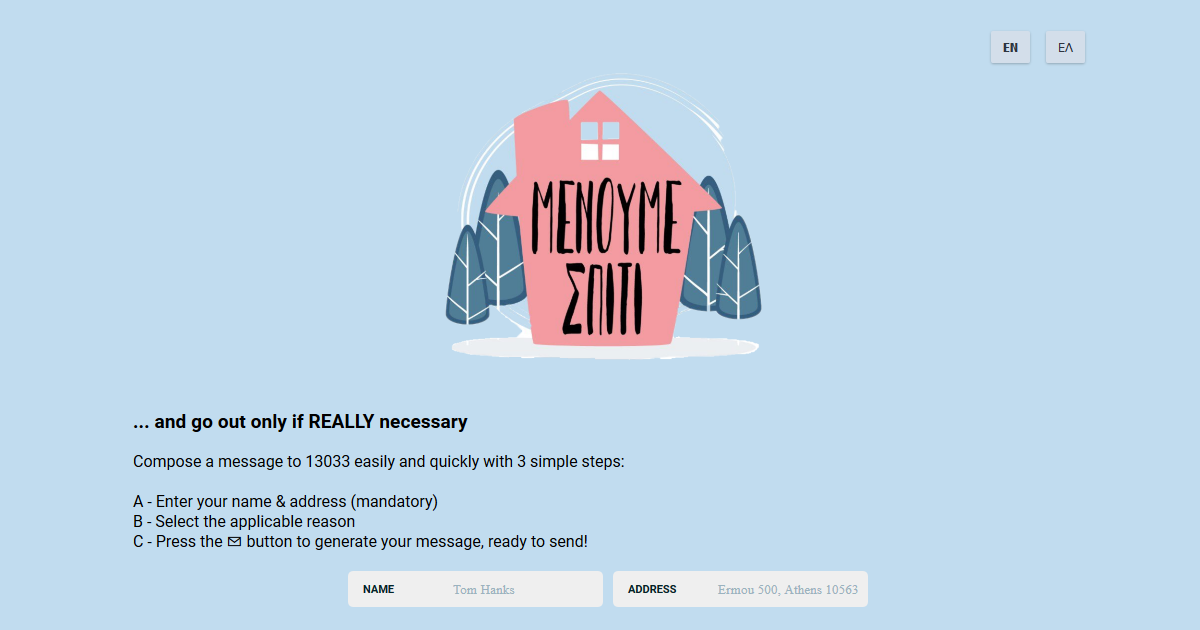 EN ΕΛ
ΜΕΝΟΥΜΕ
ΣΠΙΤΙ
... and go out only if REALLY necessary
Compose a message to 13033 easily and quickly with 3 simple steps:
A - Enter your name & address (mandatory)
B - Select the applicable reason
C - Press the ✉ button to generate your message, ready to send!
NAME Tom Hanks ADDRESS Ermou 500, Athens 10563